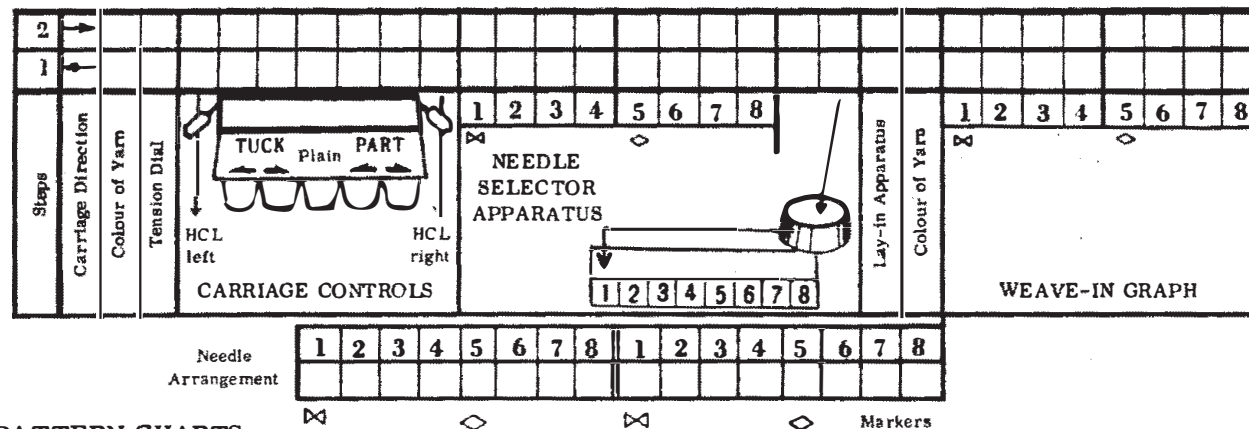 2
1
1 2 3 4 5 6 7 8
1 2 3 4 5 6 7 8
Steps
Carriage Direction
Colour of Yarn
Tension Dial
TUCK Plain PART
HCL left
HCL right
CARRIAGE CONTROLS
NEEDLE
SELECTOR
APPARATUS
1 2 3 4 5 6 7 8
Lay-in Apparatus
Colour of Yarn
WEAVE-IN GRAPH
Needle
Arrangement
1 2 3 4 5 6 7 8 1 2 3 4 5 6 7 8
Markers
PATTERN CHARTS